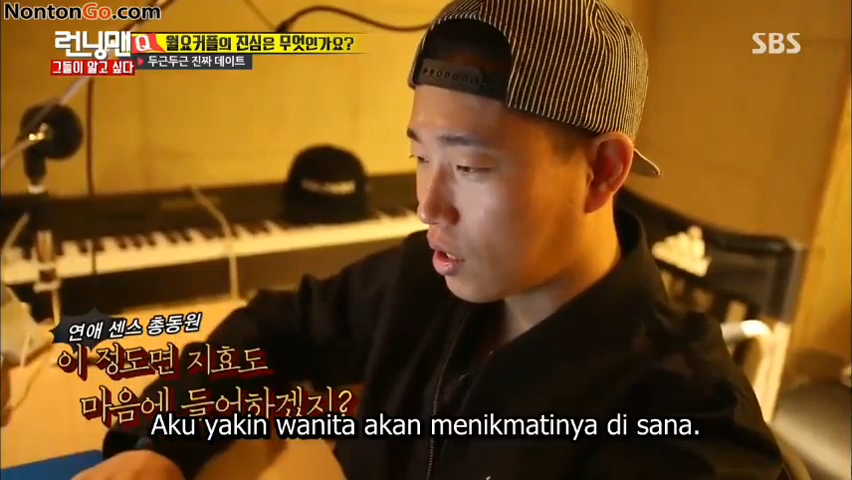 NontonGo.com
런닝맨 Q 월요커플의 진심은 무엇인가요?
SBS
그들이 알고 싶다 두근두근 진짜 데이트
연애 센스 총동원
이 정도면 지효도
마음에 들어하겠지?
Aku yakin wanita akan menikmatinya di sana.